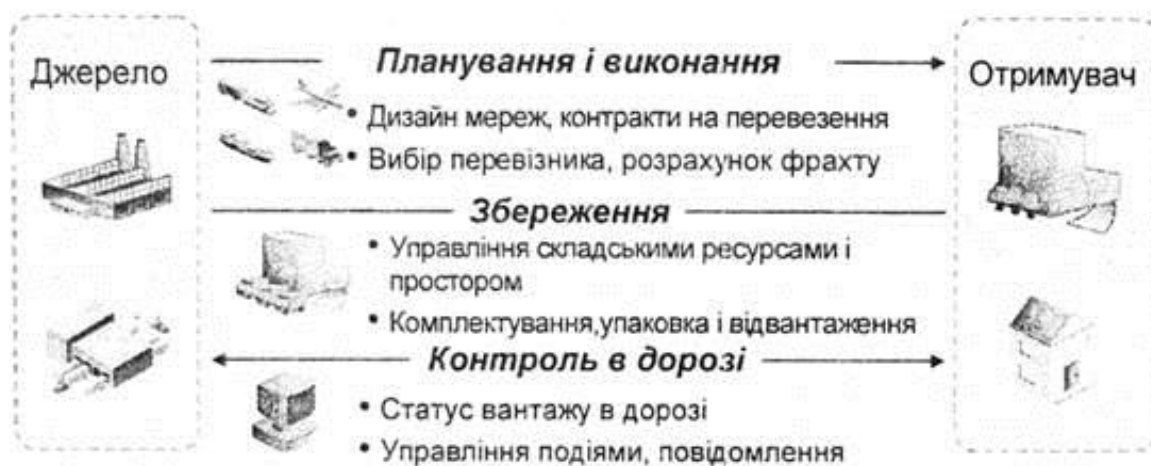 Джерело
Планування і виконання
Отримувач
• Дизайн мереж, контракти на перевезення
• Вибір перевізника, розрахунок фрахту
Збереження
• Управління складськими ресурсами і
простором
• Комплектування,упаковка і відвантаження
Контроль в дорозі
• Статус вантажу в дорозі
• Управління подіями, повідомлення